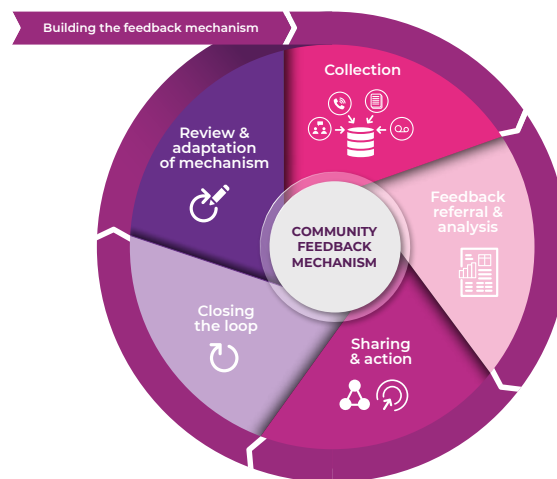 Building the feedback mechanism
Collection
Feedback
referral &
analysis
Sharing
& action
Closing
the loop
Review &
adaptation
of mechanism
COMMUNITY
FEEDBACK
MECHANISM